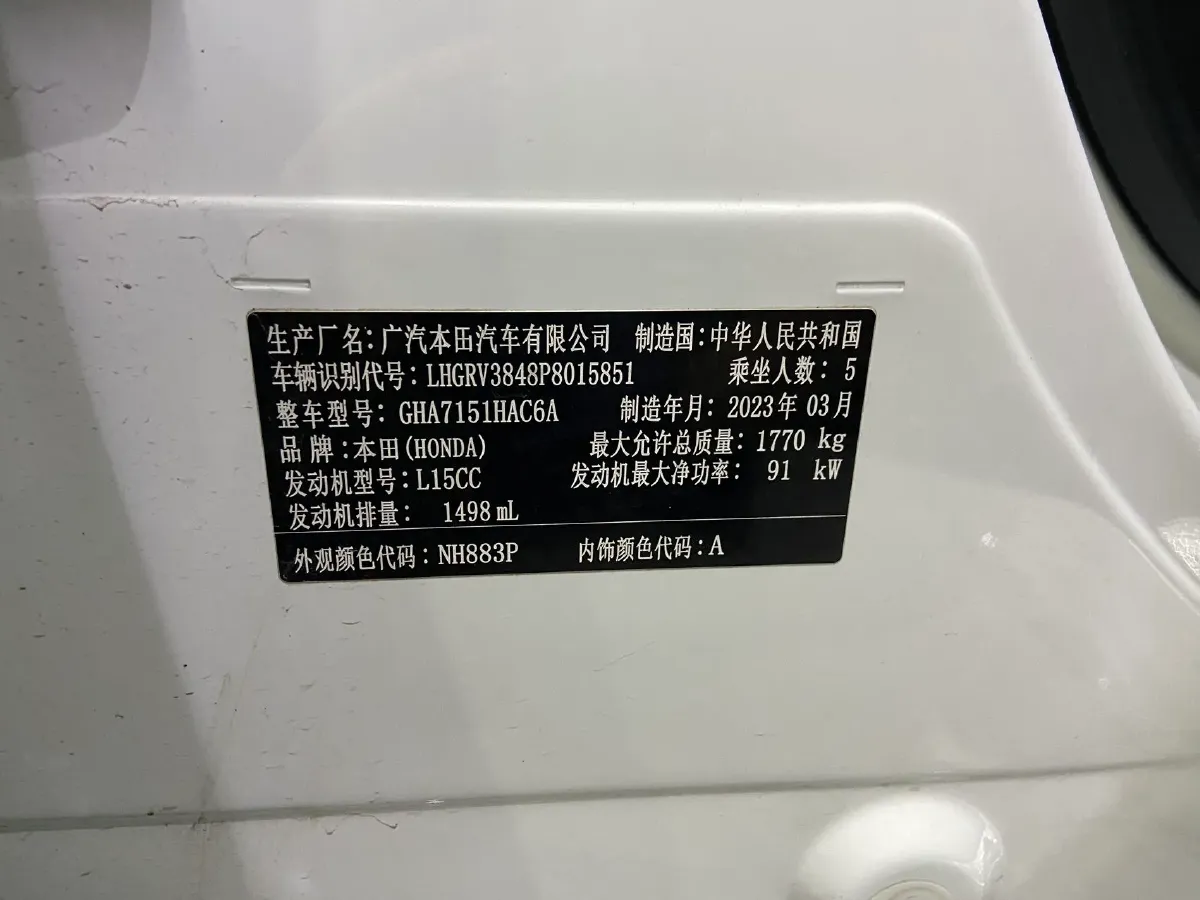 生产厂名:广汽本田汽车有限公司 制造国:中华人民共和国
车辆识别代号:LHGRV3848P8015851 乘坐人数:5
整车型号:GHA7151HAC6A 制造年月:2023年03月
品牌:本田(HONDA) 最大允许总质量:1770 kg
发动机型号:L15CC 发动机最大净功率:91 kW
发动机排量:1498 mL
外观颜色代码:NH883P 内饰颜色代码:A